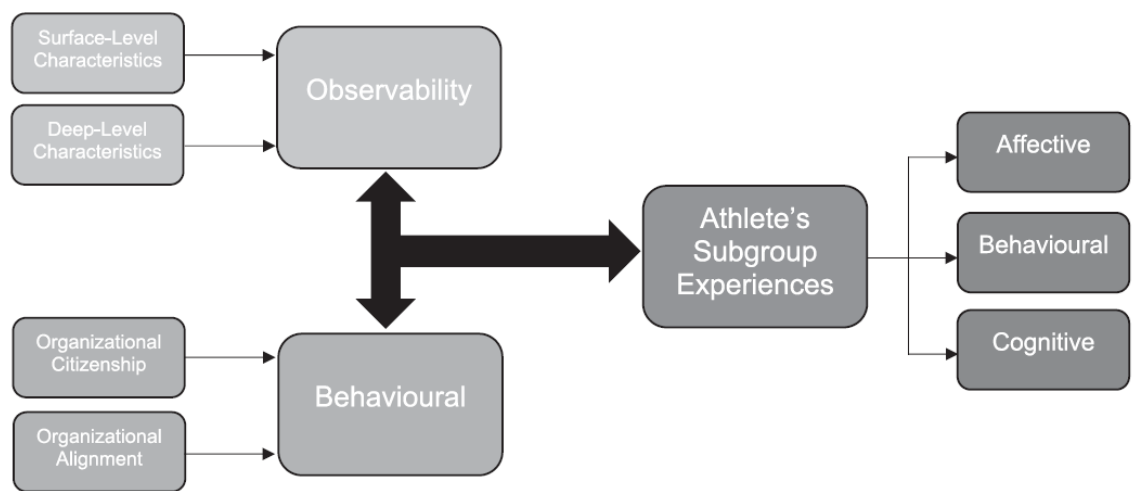 Surface-Level
Characteristics
Observability
Deep-Level
Characteristics
Athlete's
Subgroup
Experiences
Affective
Behavioural
Cognitive
Organizational
Citizenship
Behavioural
Organizational
Alignment